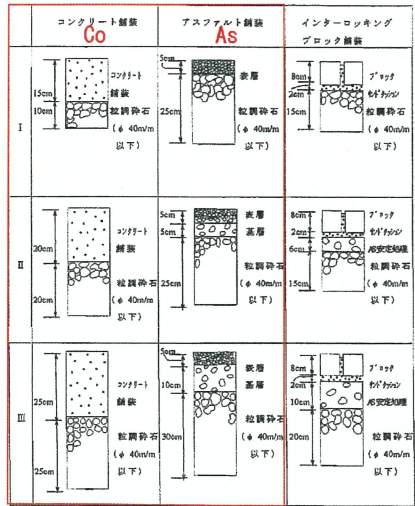 コンクリート舗装
Co
アスファルト舗装
As
インターロッキング
ブロック舗装
I
15cm
10cm
コンクリート
舗装
粒調砕石
(φ 40m/m
以下)
5cm
25cm
表層
粒調砕石
(φ 40m/m
以下)
8cm
2cm
15cm
ブロック
サンドクッション
粒調砕石
(φ 40m/m
以下)
II
20cm
20cm
コンクリート
舗装
粒調砕石
(φ 40m/m
以下)
5cm
5cm
25cm
表層
基層
粒調砕石
(φ 40m/m
以下)
8cm
2cm
6cm
15cm
ブロック
サンドクッション
AS安定処理
粒調砕石
(φ 40m/m
以下)
III
25cm
25cm
コンクリート
舗装
粒調砕石
(φ 40m/m
以下)
5cm
10cm
30cm
表層
基層
粒調砕石
(φ 40m/m
以下)
8cm
2cm
10cm
20cm
ブロック
サンドクッション
AS安定処理
粒調砕石
(φ 40m/m
以下)